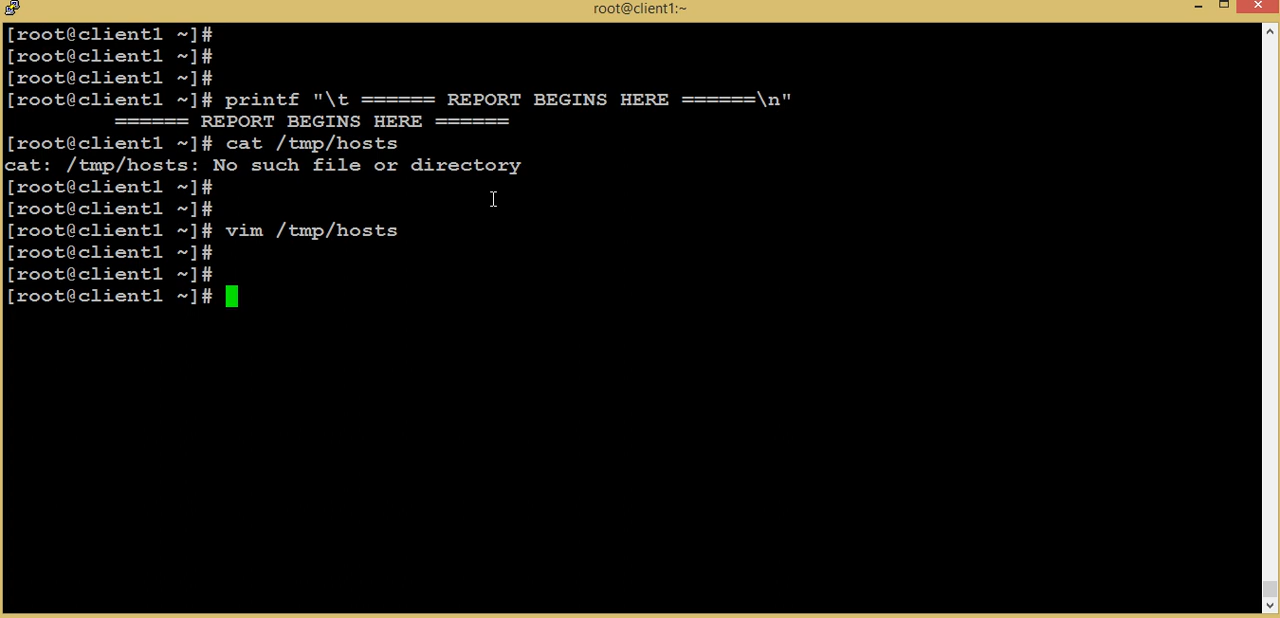 root@client1:~
[root@client1 ~]#
[root@client1 ~]#
[root@client1 ~]#
[root@client1 ~]# printf "\t ====== REPORT BEGINS HERE ======\n"
         ====== REPORT BEGINS HERE ======
[root@client1 ~]# cat /tmp/hosts
cat: /tmp/hosts: No such file or directory
[root@client1 ~]#
[root@client1 ~]#
[root@client1 ~]# vim /tmp/hosts
[root@client1 ~]#
[root@client1 ~]#
[root@client1 ~]#